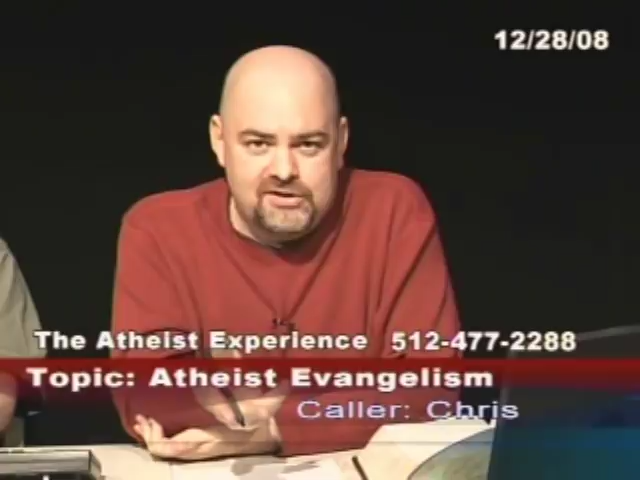 12/28/08
The Atheist Experience 512-477-2288
Topic: Atheist Evangelism
Caller: Chris